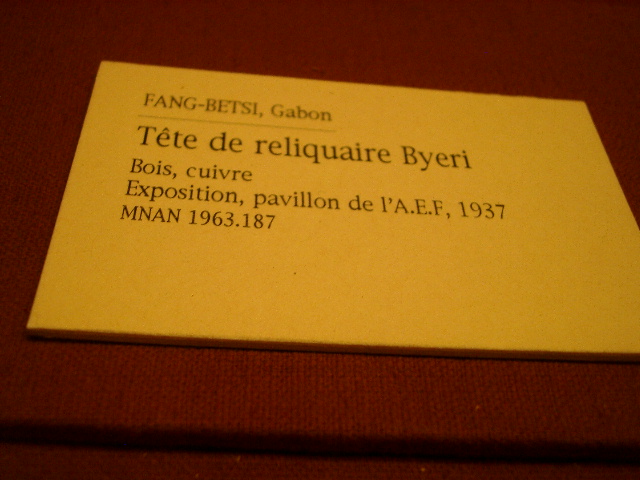 FANG-BETSI, Gabon
Tête de reliquaire Byeri
Bois, cuivre
Exposition, pavillon de l'A.E.F, 1937
MNAN 1963.187